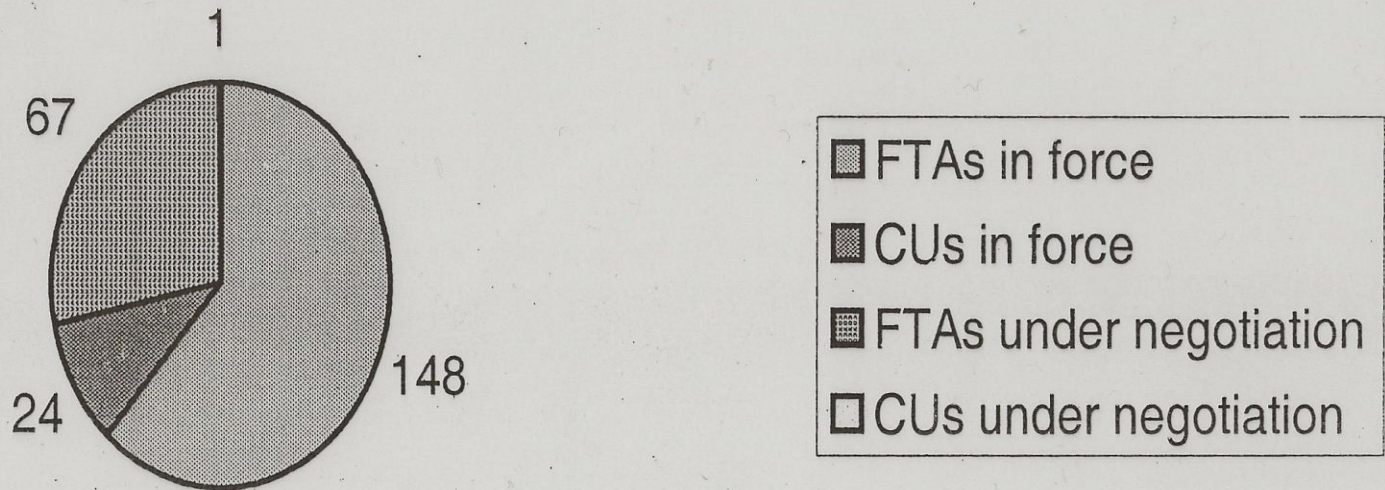 1
67
24
148
FTAs in force
CUs in force
FTAs under negotiation
CUs under negotiation